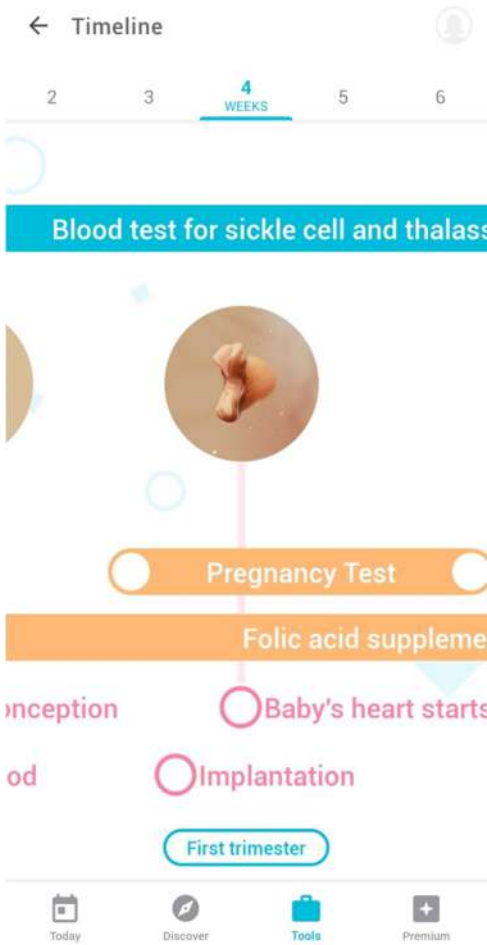 Timeline
2 3 4 5 6
WEEKS
Blood test for sickle cell and thalass
Pregnancy Test
Folic acid suppleme
nception Baby's heart starts
od Implantation
First trimester
Today Discover Tools Premium